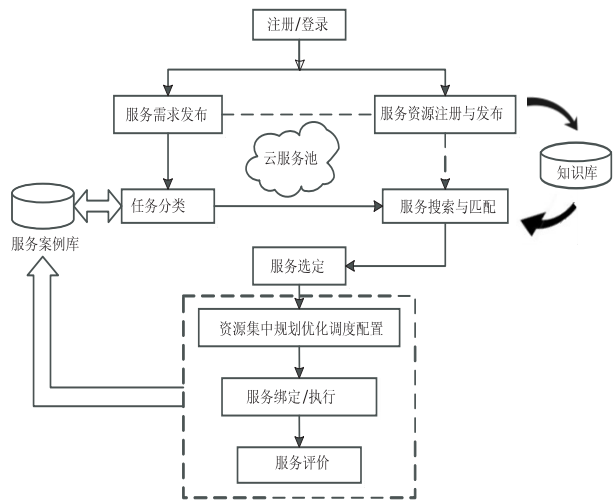 注册/登录
服务需求发布
服务资源注册与发布
云服务池
知识库
任务分类
服务搜索与匹配
服务案例库
服务选定
资源集中规划优化调度配置
服务绑定/执行
服务评价